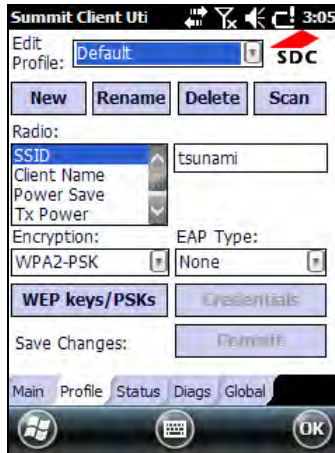 Summit Client Uti 3:05
Edit Profile: Default SDC
New Rename Delete Scan
Radio:
SSID tsunami
Client Name
Power Save
Tx Power
Encryption: EAP Type:
WPA2-PSK None
WEP keys/PSKs Credentials
Save Changes: Commit
Main Profile Status Diags Global
OK